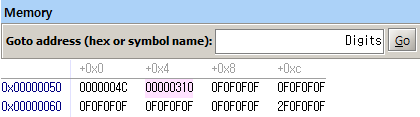 Memory
Goto address (hex or symbol name): Digits Go
+0x0 +0x4 +0x8 +0xc
0x00000050 0000004C 00000310 0F0F0F0F 0F0F0F0F
0x00000060 0F0F0F0F 0F0F0F0F 0F0F0F0F 2F0F0F0F